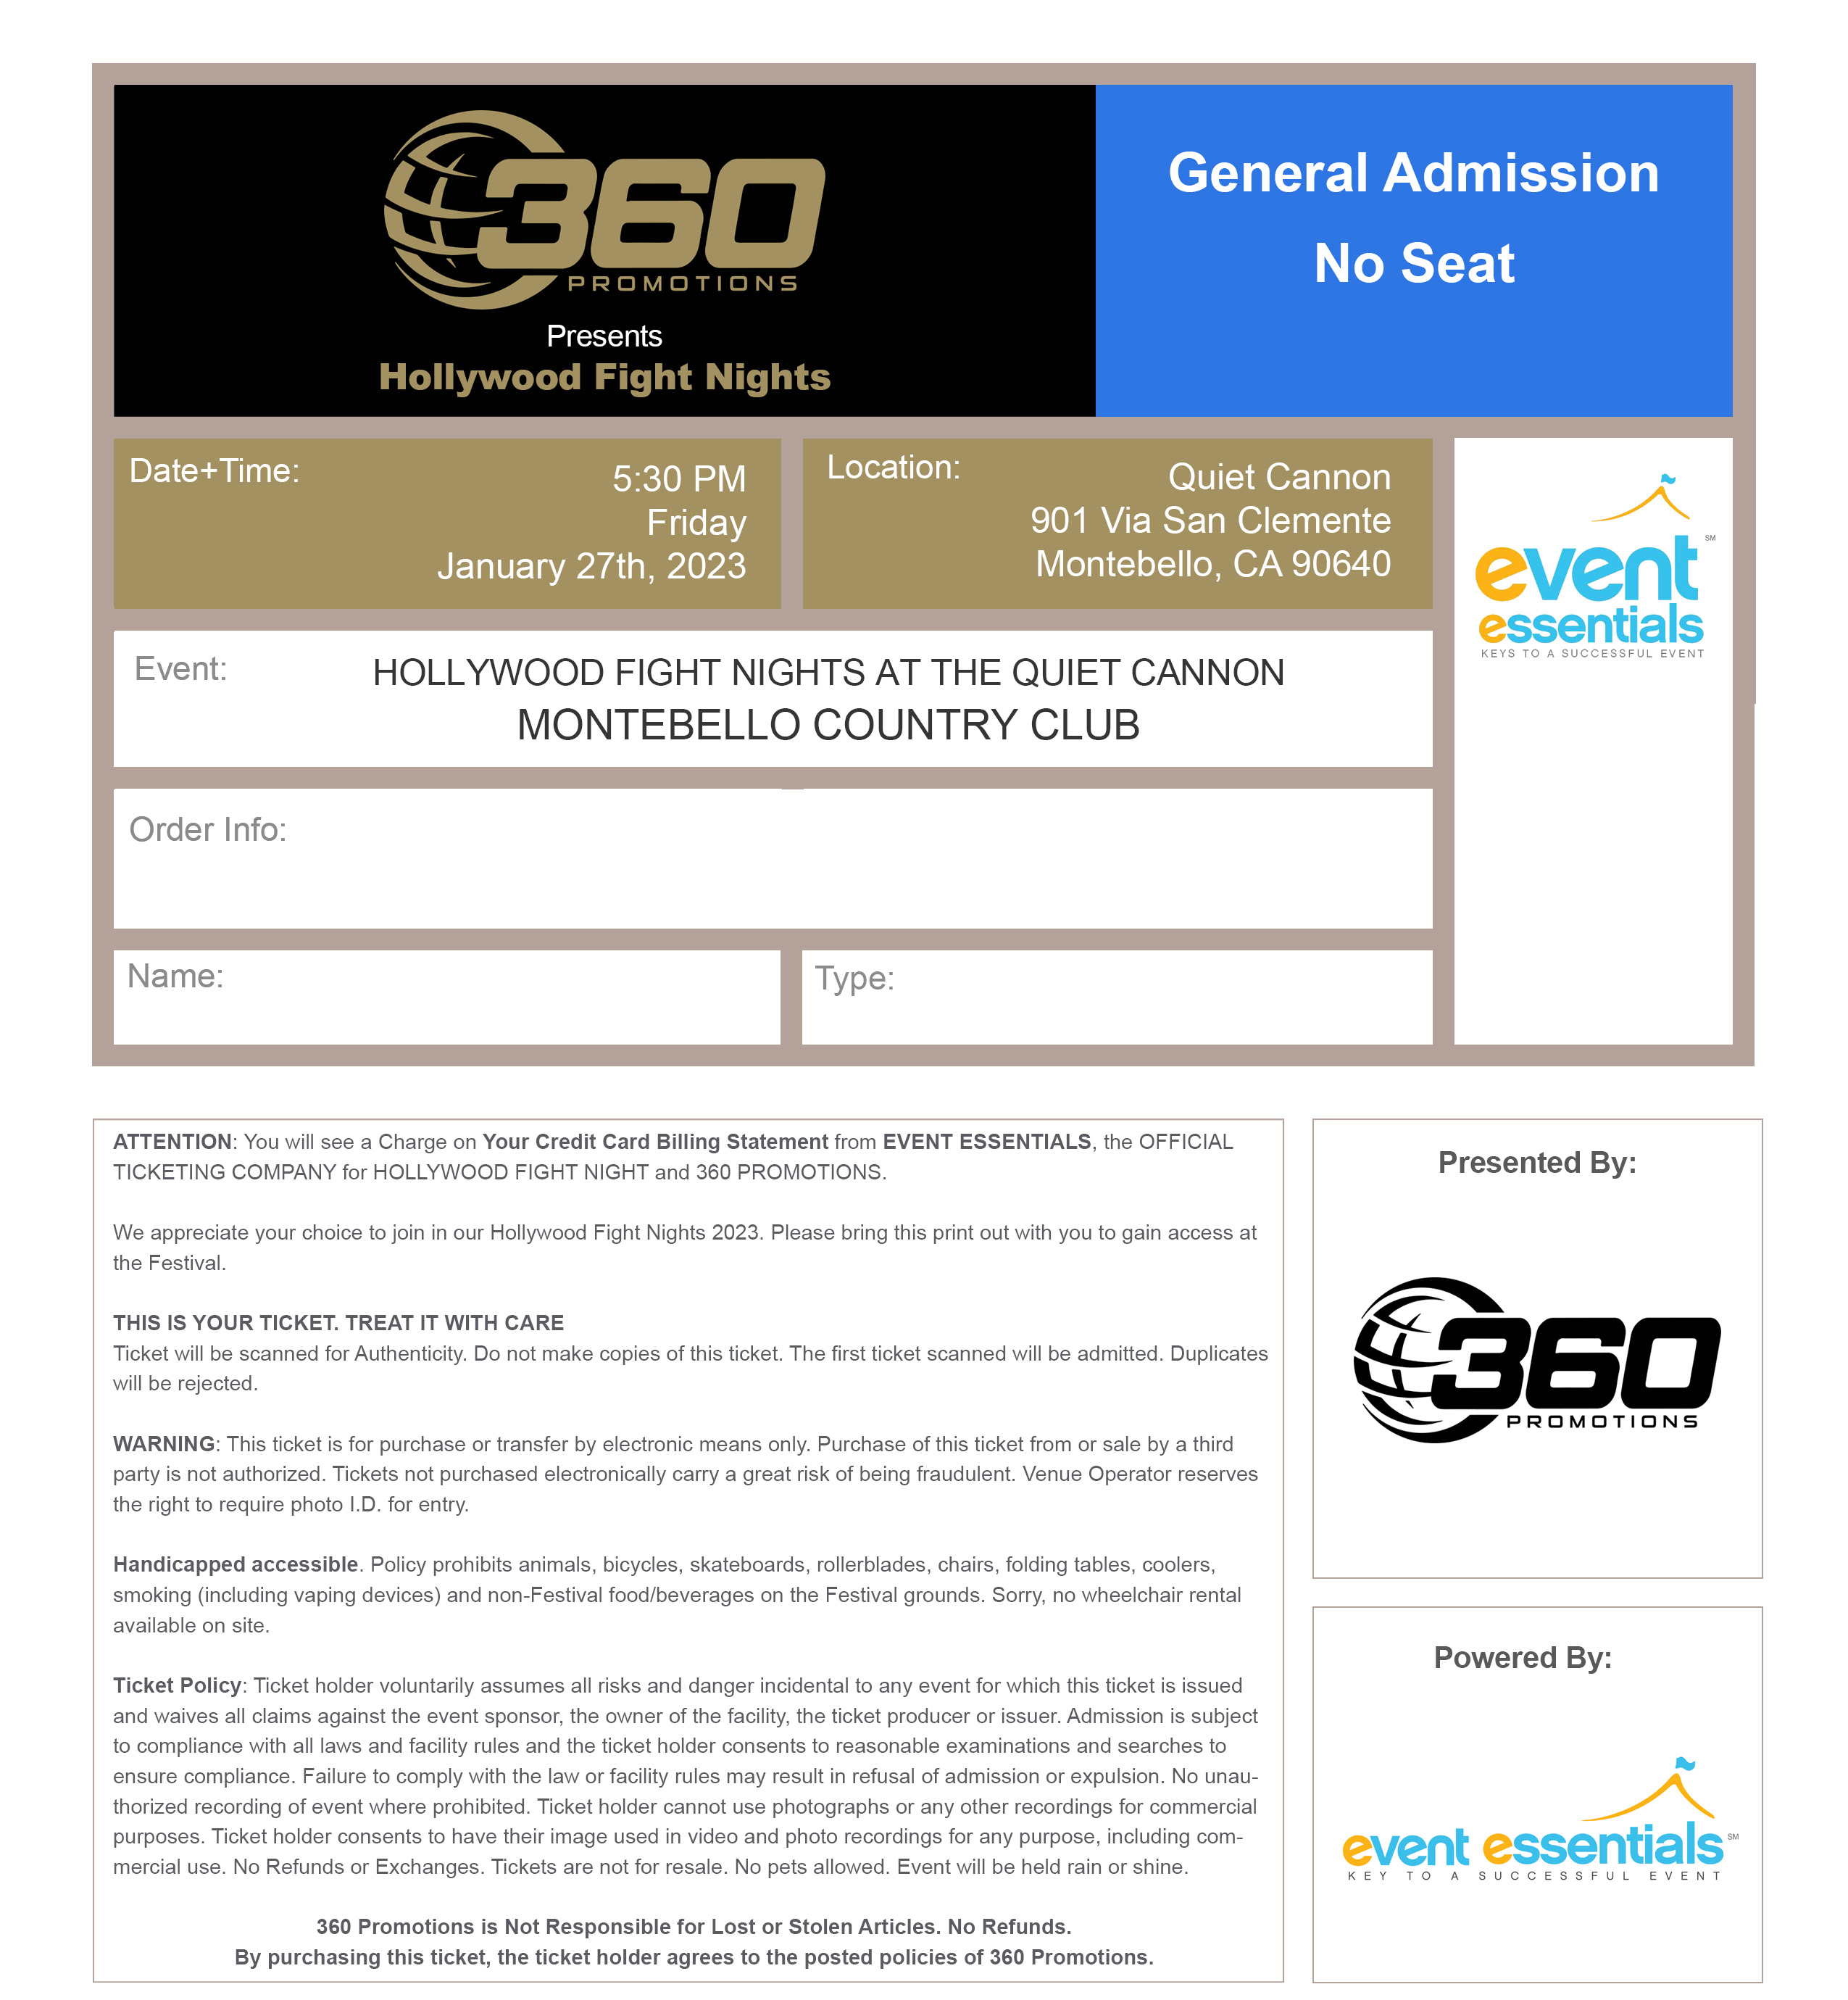 360
PROMOTIONS
Presents
Hollywood Fight Nights
General Admission
No Seat
Date+Time:
5:30 PM
Friday
January 27th, 2023
Location:
Quiet Cannon
901 Via San Clemente
Montebello, CA 90640
event SM
essentials
KEYS TO A SUCCESSFUL EVENT
Event:
HOLLYWOOD FIGHT NIGHTS AT THE QUIET CANNON
MONTEBELLO COUNTRY CLUB
Order Info:
Name:
Type:
ATTENTION: You will see a Charge on Your Credit Card Billing Statement from EVENT ESSENTIALS, the OFFICIAL
TICKETING COMPANY for HOLLYWOOD FIGHT NIGHT and 360 PROMOTIONS.
We appreciate your choice to join in our Hollywood Fight Nights 2023. Please bring this print out with you to gain access at
the Festival.
THIS IS YOUR TICKET. TREAT IT WITH CARE
Ticket will be scanned for Authenticity. Do not make copies of this ticket. The first ticket scanned will be admitted. Duplicates
will be rejected.
WARNING: This ticket is for purchase or transfer by electronic means only. Purchase of this ticket from or sale by a third
party is not authorized. Tickets not purchased electronically carry a great risk of being fraudulent. Venue Operator reserves
the right to require photo I.D. for entry.
Handicapped accessible. Policy prohibits animals, bicycles, skateboards, rollerblades, chairs, folding tables, coolers,
smoking (including vaping devices) and non-Festival food/beverages on the Festival grounds. Sorry, no wheelchair rental
available on site.
Ticket Policy: Ticket holder voluntarily assumes all risks and danger incidental to any event for which this ticket is issued
and waives all claims against the event sponsor, the owner of the facility, the ticket producer or issuer. Admission is subject
to compliance with all laws and facility rules and the ticket holder consents to reasonable examinations and searches to
ensure compliance. Failure to comply with the law or facility rules may result in refusal of admission or expulsion. No unau-
thorized recording of event where prohibited. Ticket holder cannot use photographs or any other recordings for commercial
purposes. Ticket holder consents to have their image used in video and photo recordings for any purpose, including com-
mercial use. No Refunds or Exchanges. Tickets are not for resale. No pets allowed. Event will be held rain or shine.
360 Promotions is Not Responsible for Lost or Stolen Articles. No Refunds.
By purchasing this ticket, the ticket holder agrees to the posted policies of 360 Promotions.
Presented By:
360
PROMOTIONS
Powered By:
event essentials SM
KEY TO A SUCCESSFUL EVENT